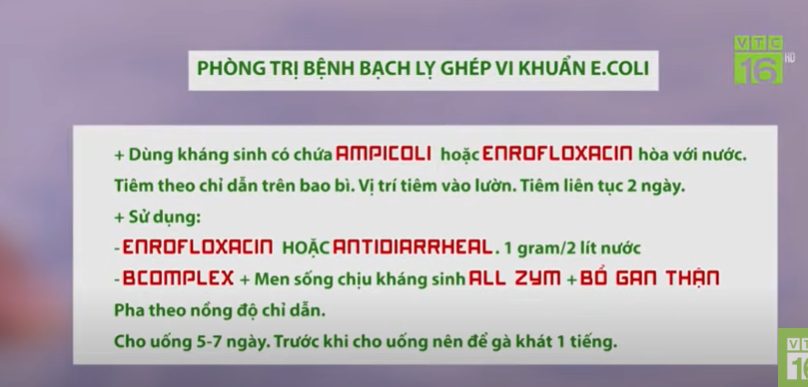 PHÒNG TRỊ BỆNH BẠCH LỴ GHÉP VI KHUẨN E.COLI
VTC
16
HD
+ Dùng kháng sinh có chứa AMPICOLI hoặc ENROFLOXACIN hòa với nước.
Tiêm theo chỉ dẫn trên bao bì. Vị trí tiêm vào lườn. Tiêm liên tục 2 ngày.
+ Sử dụng:
- ENROFLOXACIN HOẶC ANTIDIARRHEAL. 1 gram/2 lít nước
- BCOMPLEX + Men sống chịu kháng sinh ALL ZYM + BỔ GAN THẬN
Pha theo nồng độ chỉ dẫn.
Cho uống 5-7 ngày. Trước khi cho uống nên để gà khát 1 tiếng.